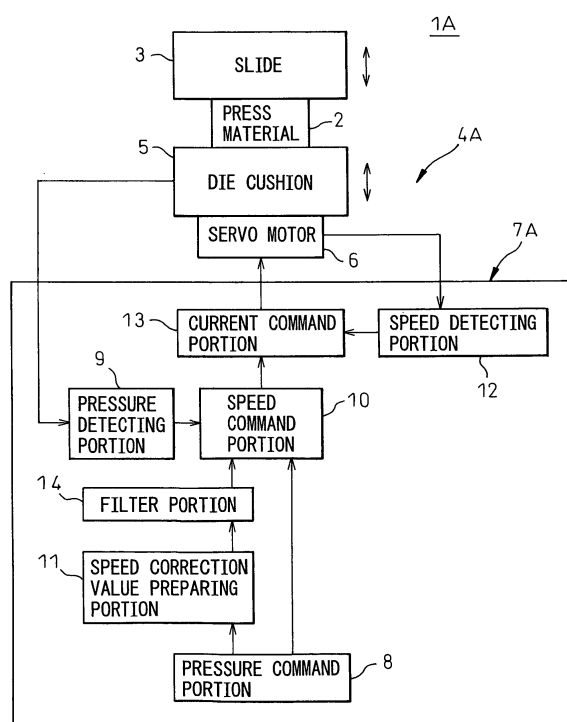 1A
3
SLIDE
PRESS
MATERIAL
2
5
4A
DIE CUSHION
SERVO MOTOR
6
7A
13
CURRENT COMMAND
PORTION
SPEED DETECTING
PORTION
12
9
PRESSURE
DETECTING
PORTION
SPEED
COMMAND
PORTION
10
14
FILTER PORTION
11
SPEED CORRECTION
VALUE PREPARING
PORTION
PRESSURE COMMAND
PORTION
8